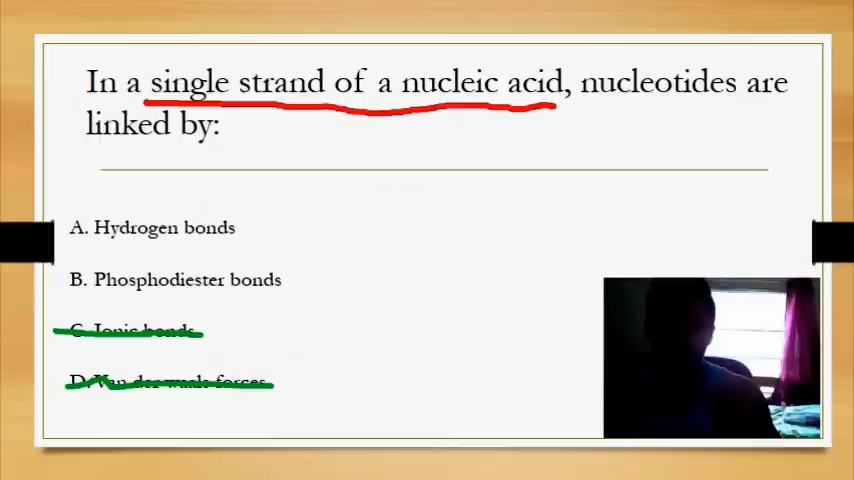 In a single strand of a nucleic acid, nucleotides are
linked by:
A. Hydrogen bonds
B. Phosphodiester bonds
C. Ionic bonds
D. Van der waals forces